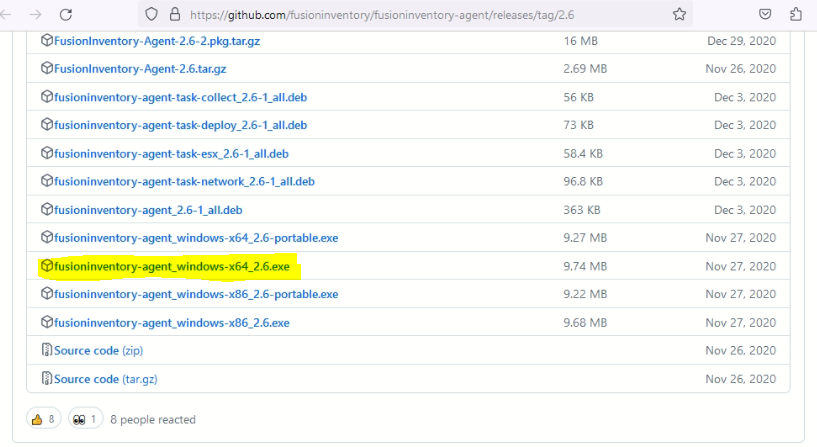 https://github.com/fusioninventory/fusioninventory-agent/releases/tag/2.6
FusionInventory-Agent-2.6-2.pkg.tar.gz 16 MB Dec 29, 2020
FusionInventory-Agent-2.6.tar.gz 2.69 MB Nov 26, 2020
fusioninventory-agent-task-collect_2.6-1_all.deb 56 KB Dec 3, 2020
fusioninventory-agent-task-deploy_2.6-1_all.deb 73 KB Dec 3, 2020
fusioninventory-agent-task-esx_2.6-1_all.deb 58.4 KB Dec 3, 2020
fusioninventory-agent-task-network_2.6-1_all.deb 96.8 KB Dec 3, 2020
fusioninventory-agent_2.6-1_all.deb 363 KB Dec 3, 2020
fusioninventory-agent_windows-x64_2.6-portable.exe 9.27 MB Nov 27, 2020
fusioninventory-agent_windows-x64_2.6.exe 9.74 MB Nov 27, 2020
fusioninventory-agent_windows-x86_2.6-portable.exe 9.22 MB Nov 27, 2020
fusioninventory-agent_windows-x86_2.6.exe 9.68 MB Nov 27, 2020
Source code (zip) Nov 26, 2020
Source code (tar.gz) Nov 26, 2020
8 1 8 people reacted